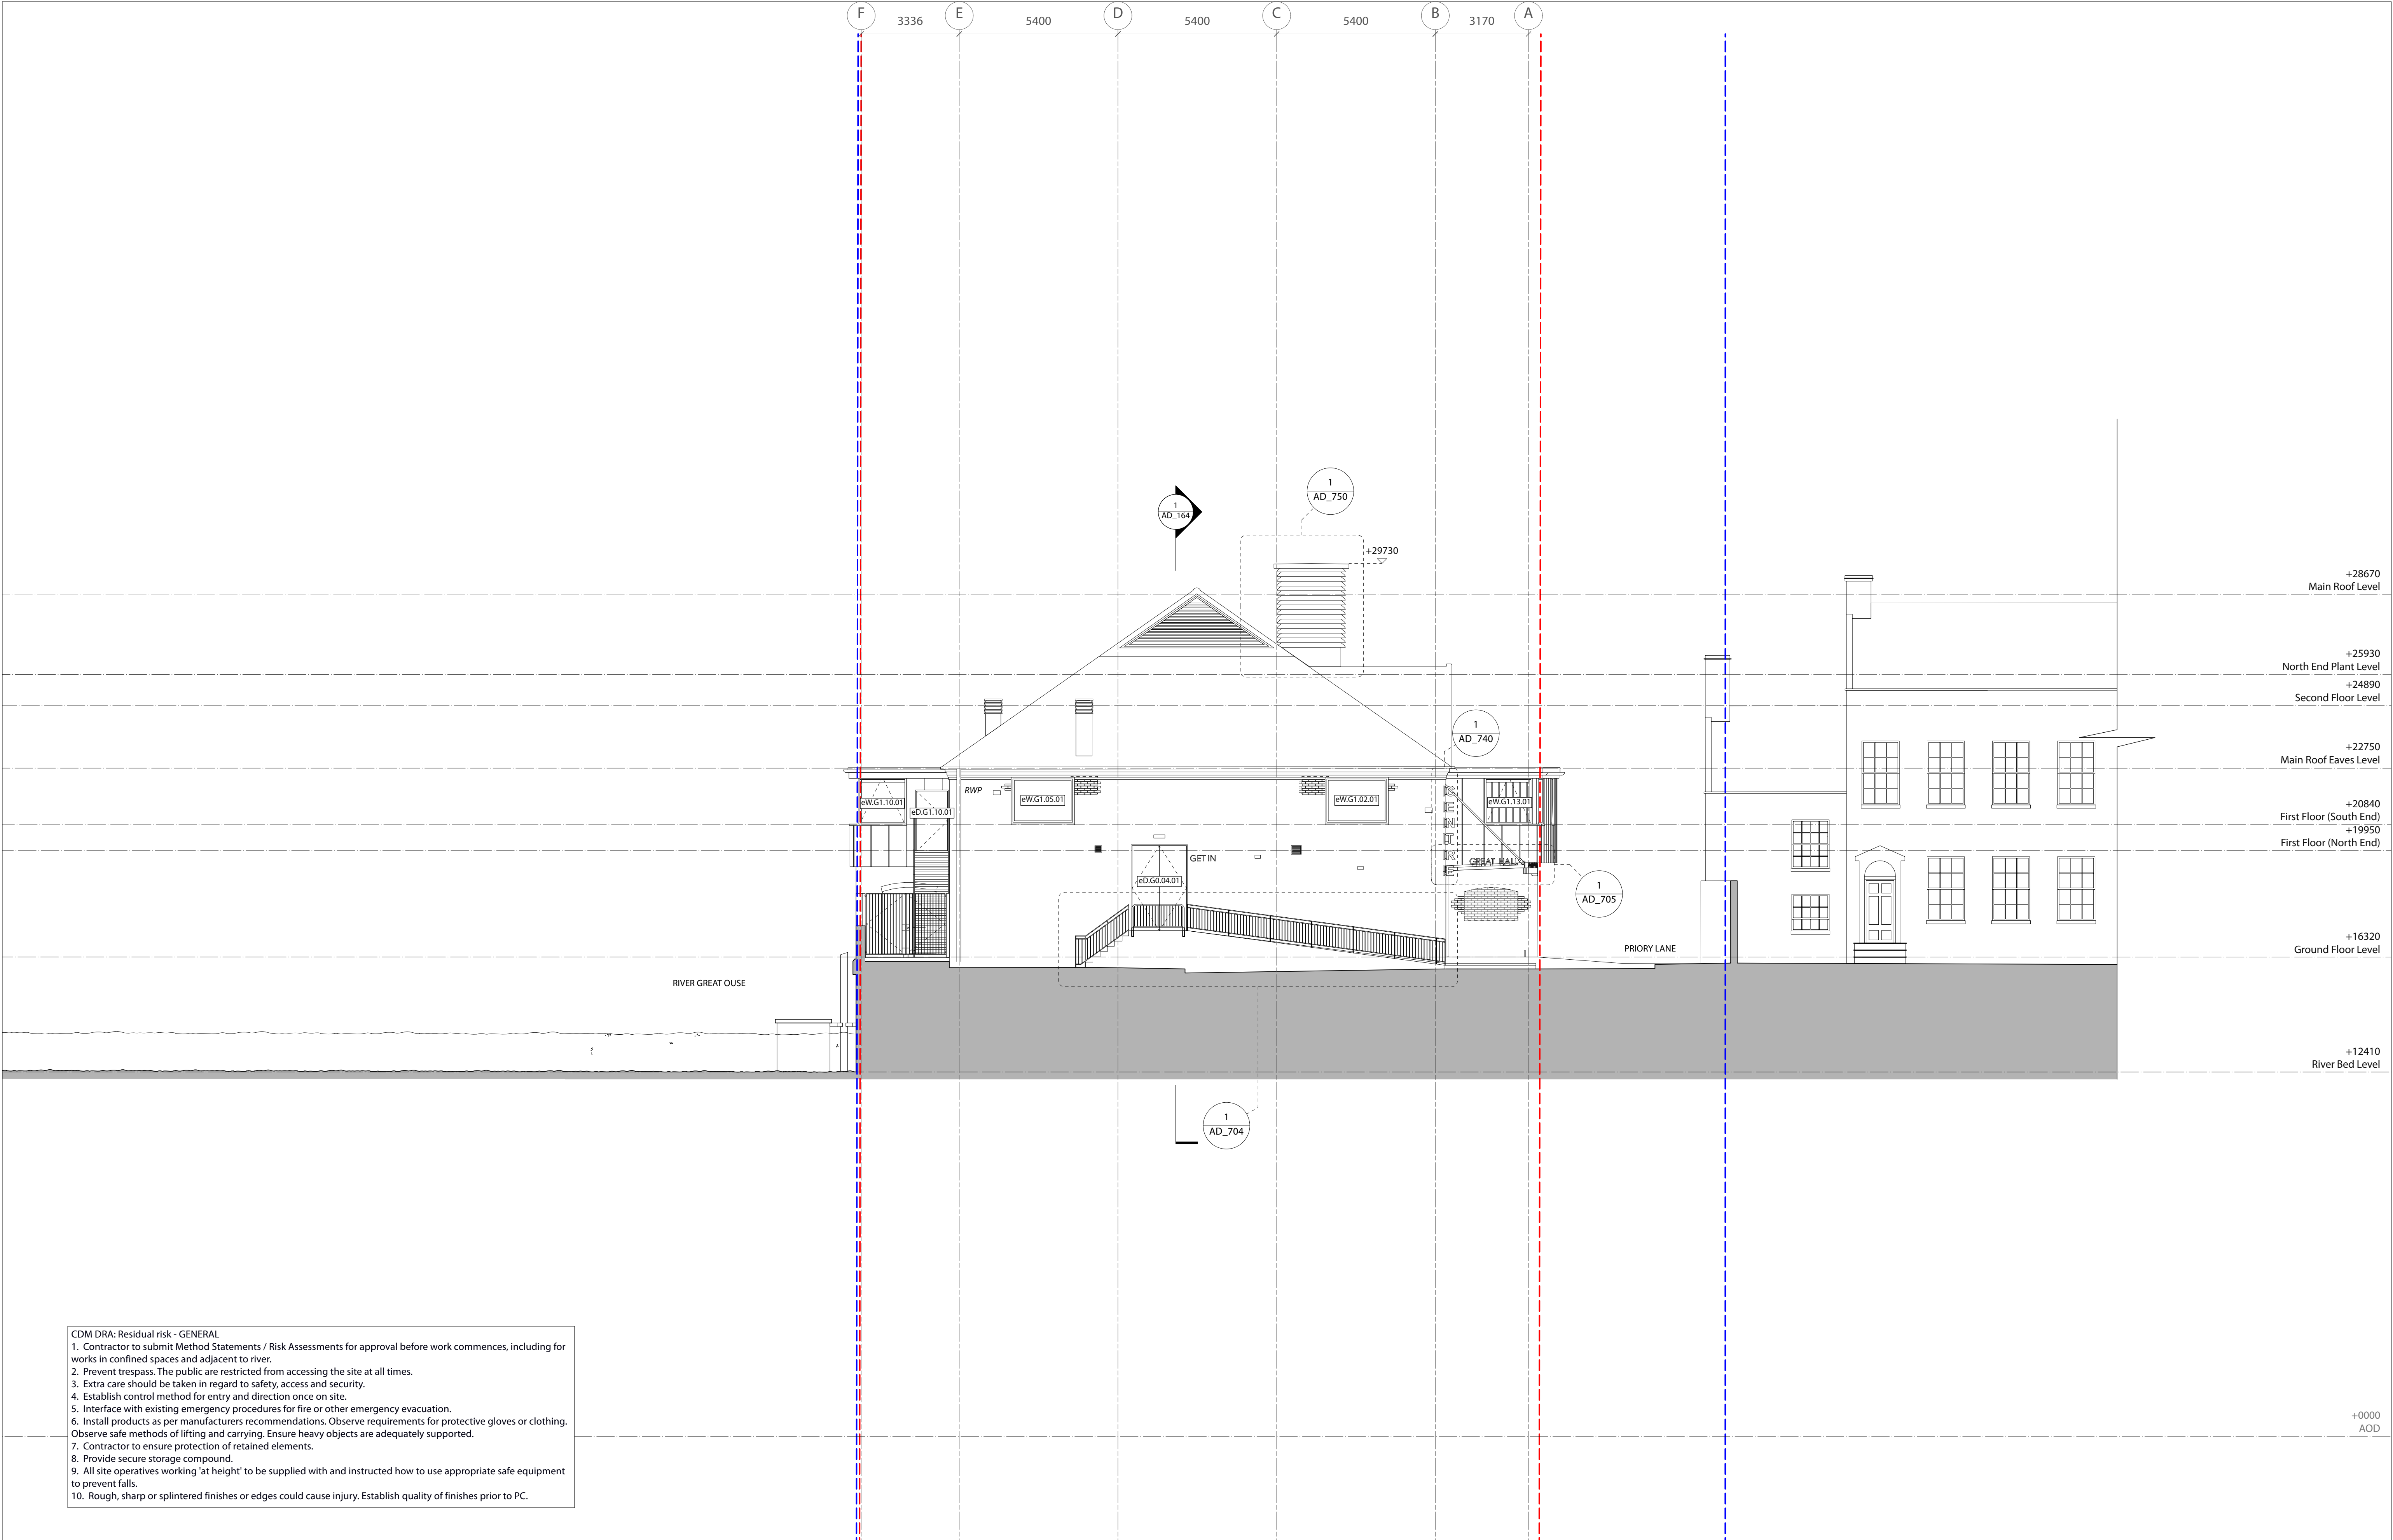 F 3336 E 5400 D 5400 C 5400 B 3170 A
1
AD_750
1
AD_164
+29730
+28670
Main Roof Level
+25930
North End Plant Level
+24890
Second Floor Level
1
AD_740
+22750
Main Roof Eaves Level
RWP
eW.G1.10.01
eD.G1.10.01
eW.G1.05.01
eW.G1.02.01
eW.G1.13.01
CENTRE
+20840
First Floor (South End)
+19950
First Floor (North End)
GET IN
GREAT HALL
eD.G0.04.01
1
AD_705
PRIORY LANE
+16320
Ground Floor Level
RIVER GREAT OUSE
+12410
River Bed Level
1
AD_704
CDM DRA: Residual risk - GENERAL
1. Contractor to submit Method Statements / Risk Assessments for approval before work commences, including for
works in confined spaces and adjacent to river.
2. Prevent trespass. The public are restricted from accessing the site at all times.
3. Extra care should be taken in regard to safety, access and security.
4. Establish control method for entry and direction once on site.
5. Interface with existing emergency procedures for fire or other emergency evacuation.
6. Install products as per manufacturers recommendations. Observe requirements for protective gloves or clothing.
Observe safe methods of lifting and carrying. Ensure heavy objects are adequately supported.
7. Contractor to ensure protection of retained elements.
8. Provide secure storage compound.
9. All site operatives working 'at height' to be supplied with and instructed how to use appropriate safe equipment
to prevent falls.
10. Rough, sharp or splintered finishes or edges could cause injury. Establish quality of finishes prior to PC.
+0000
AOD